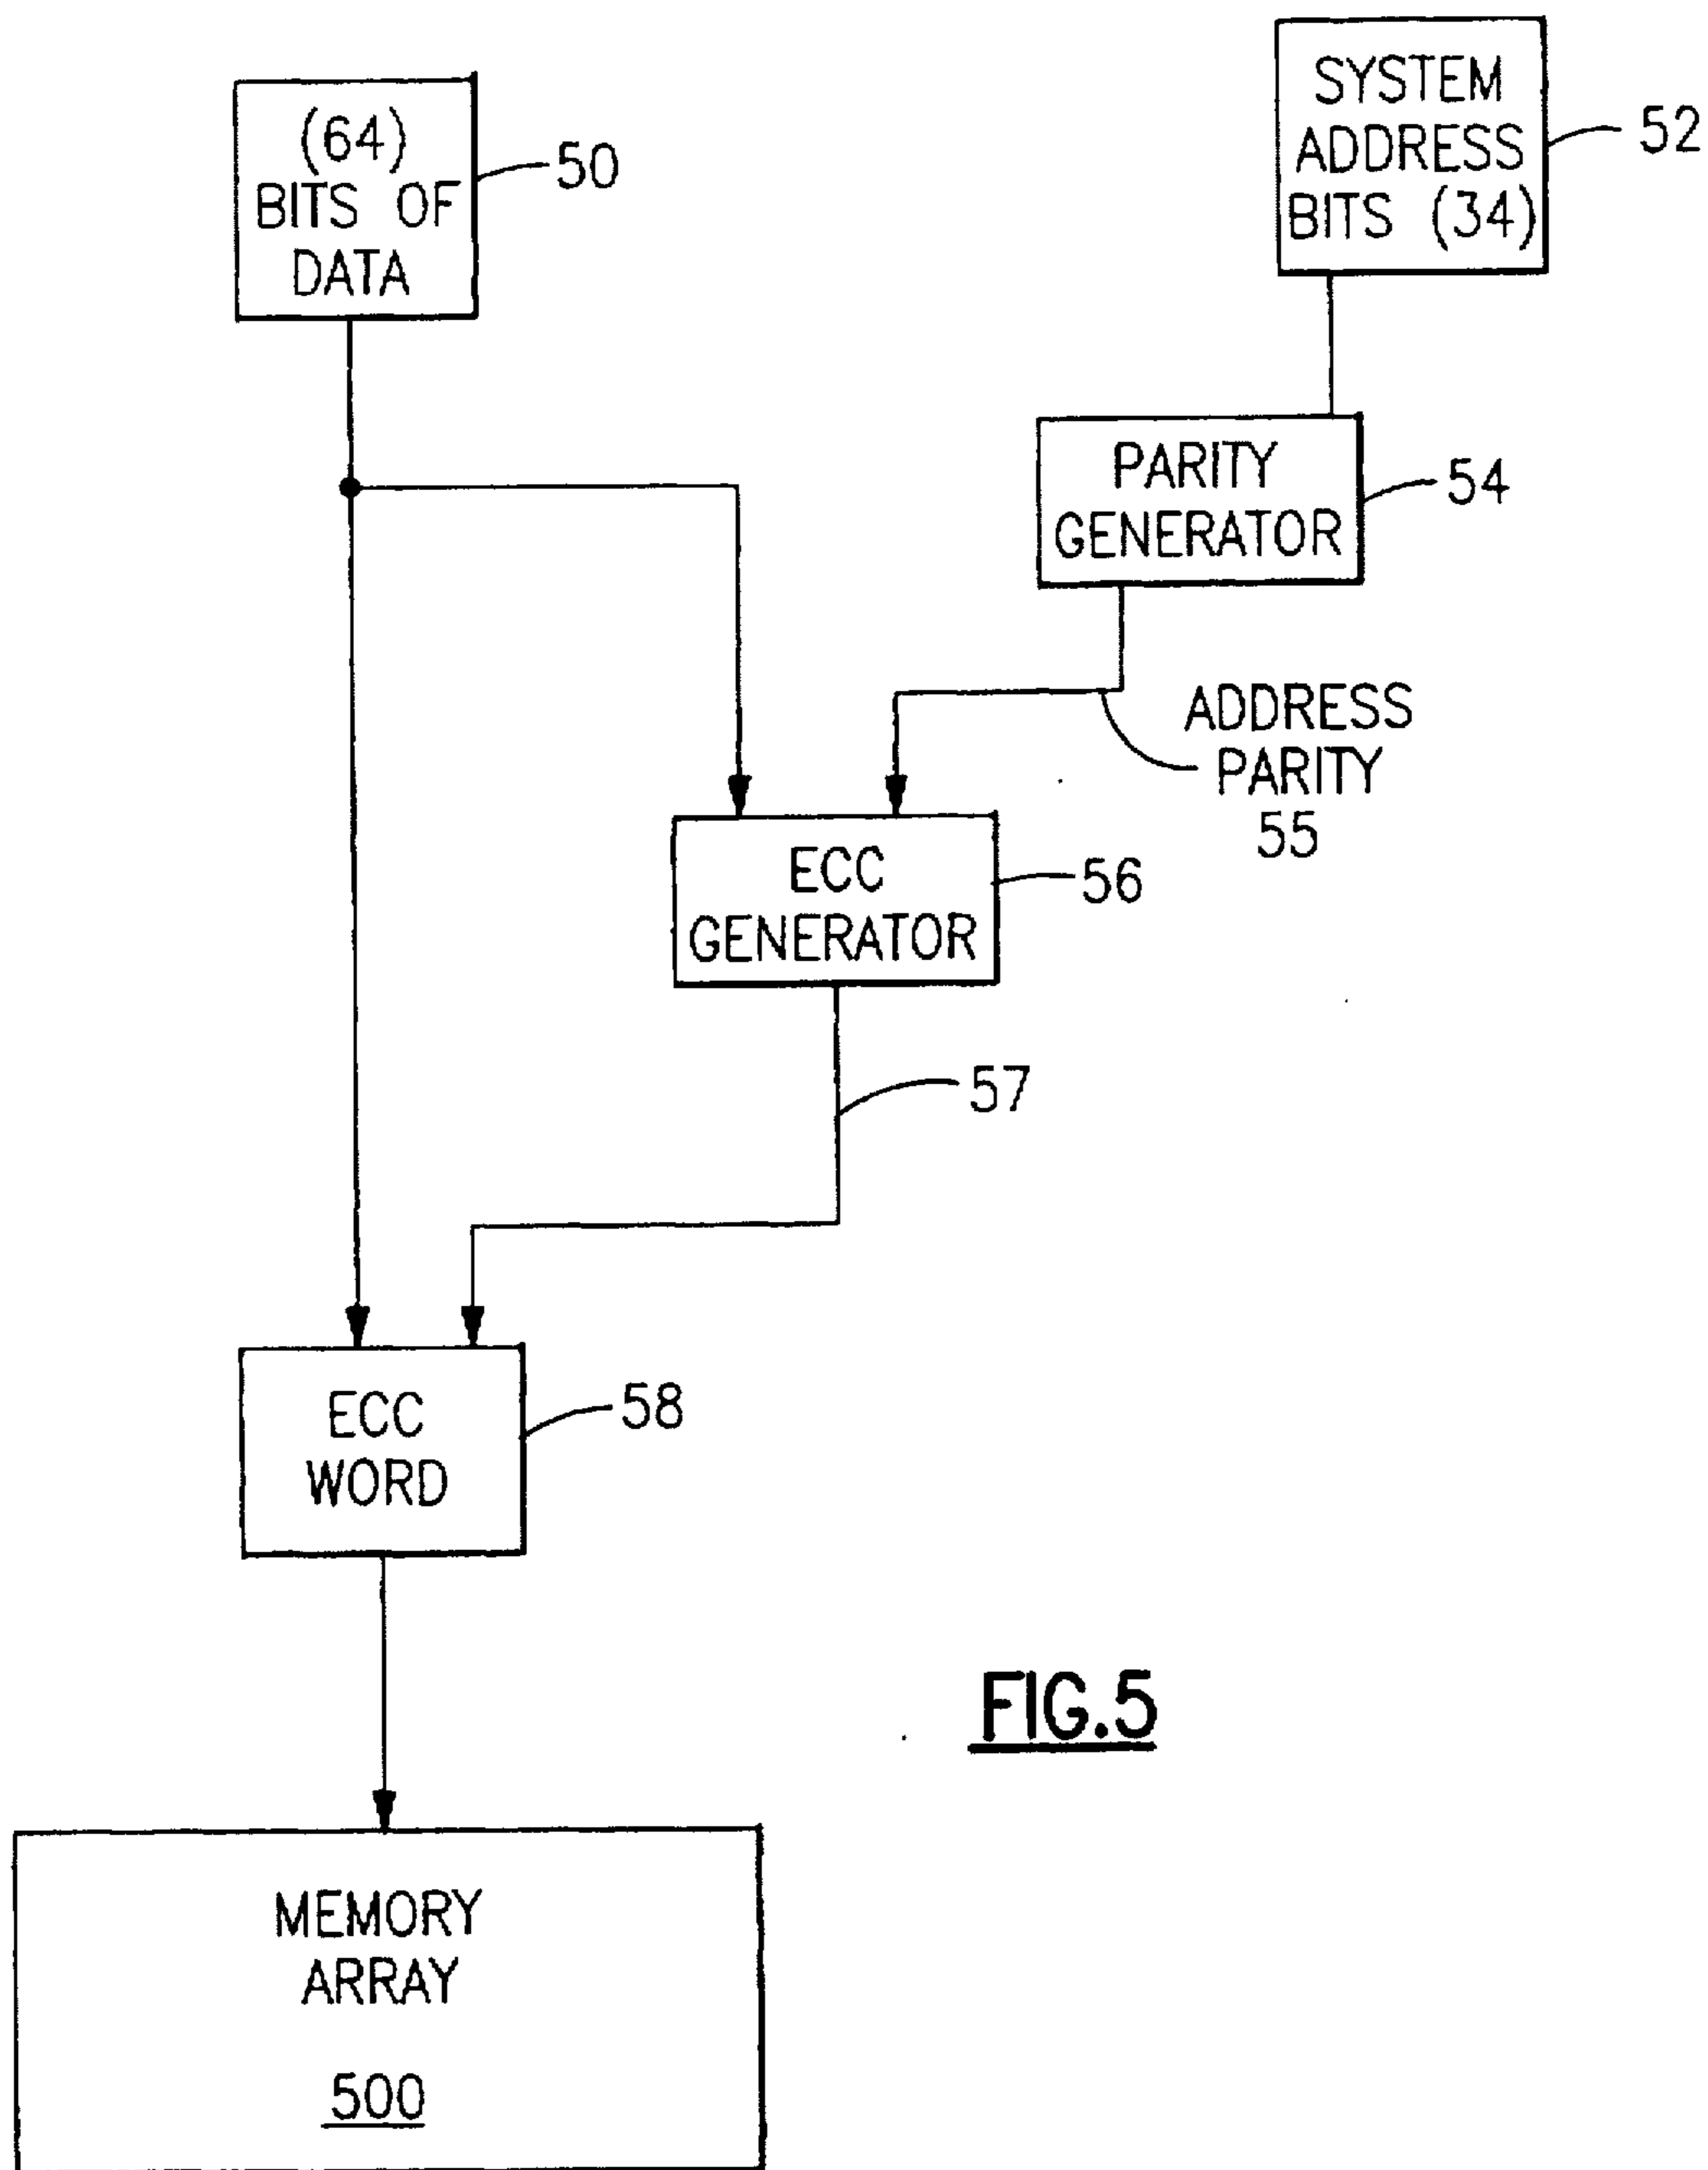 (64)
BITS OF
DATA
50
SYSTEM
ADDRESS
BITS (34)
52
PARITY
GENERATOR
54
ADDRESS
PARITY
55
ECC
GENERATOR
56
57
ECC
WORD
58
FIG.5
MEMORY
ARRAY
500